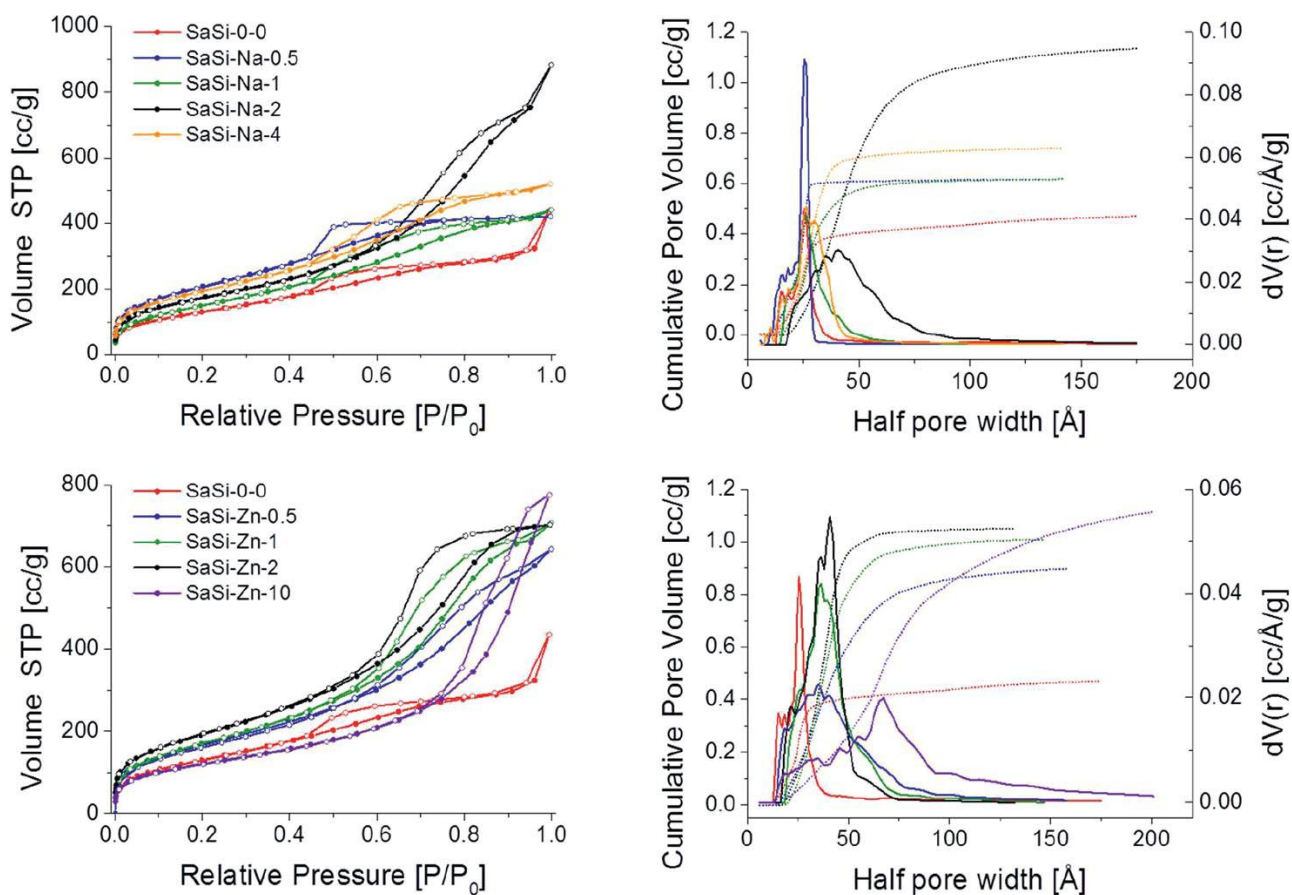 1000
800
600
400
200
0
Volume STP [cc/g]
SaSi-0-0
SaSi-Na-0.5
SaSi-Na-1
SaSi-Na-2
SaSi-Na-4
0.0 0.2 0.4 0.6 0.8 1.0
Relative Pressure [P/P0]
Cumulative Pore Volume [cc/g]
1.2
1.0
0.8
0.6
0.4
0.2
0.0
0 50 100 150 200
Half pore width [Å]
0.10
0.08
0.06
0.04
0.02
0.00
dV(r) [cc/Å/g]
800
600
400
200
0
Volume STP [cc/g]
SaSi-0-0
SaSi-Zn-0.5
SaSi-Zn-1
SaSi-Zn-2
SaSi-Zn-10
0.0 0.2 0.4 0.6 0.8 1.0
Relative Pressure [P/P0]
Cumulative Pore Volume [cc/g]
1.2
1.0
0.8
0.6
0.4
0.2
0.0
0 50 100 150 200
Half pore width [Å]
0.06
0.04
0.02
0.00
dV(r) [cc/Å/g]